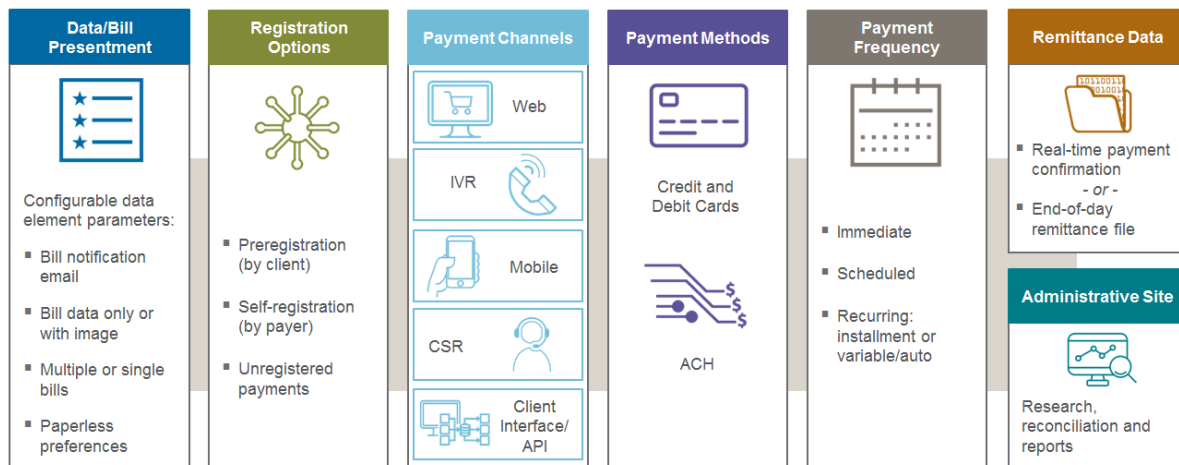 Data/Bill
Presentment
Configurable data
element parameters:
▪ Bill notification
email
▪ Bill data only or
with image
▪ Multiple or single
bills
▪ Paperless
preferences
Registration
Options
▪ Preregistration
(by client)
▪ Self-registration
(by payer)
▪ Unregistered
payments
Payment Channels
Web
IVR
Mobile
CSR
Client
Interface/
API
Payment Methods
Credit and
Debit Cards
$
$
$
ACH
Payment
Frequency
▪ Immediate
▪ Scheduled
▪ Recurring:
installment or
variable/auto
Remittance Data
▪ Real-time payment
confirmation
- or -
▪ End-of-day
remittance file
Administrative Site
Research,
reconciliation and
reports